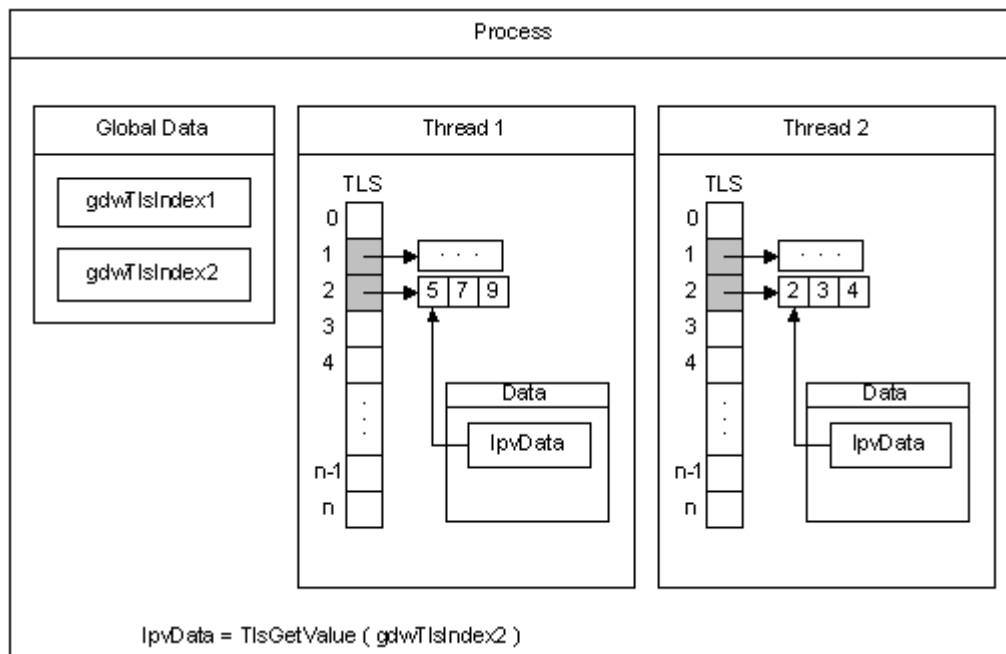 Process
Global Data
gdwTlsIndex1
gdwTlsIndex2
Thread 1
TLS
0
1 · · ·
2 5 7 9
3
4
·
·
·
n-1
n
Data
lpvData
Thread 2
TLS
0
1 · · ·
2 2 3 4
3
4
·
·
·
n-1
n
Data
lpvData
lpvData = TlsGetValue ( gdwTlsIndex2 )